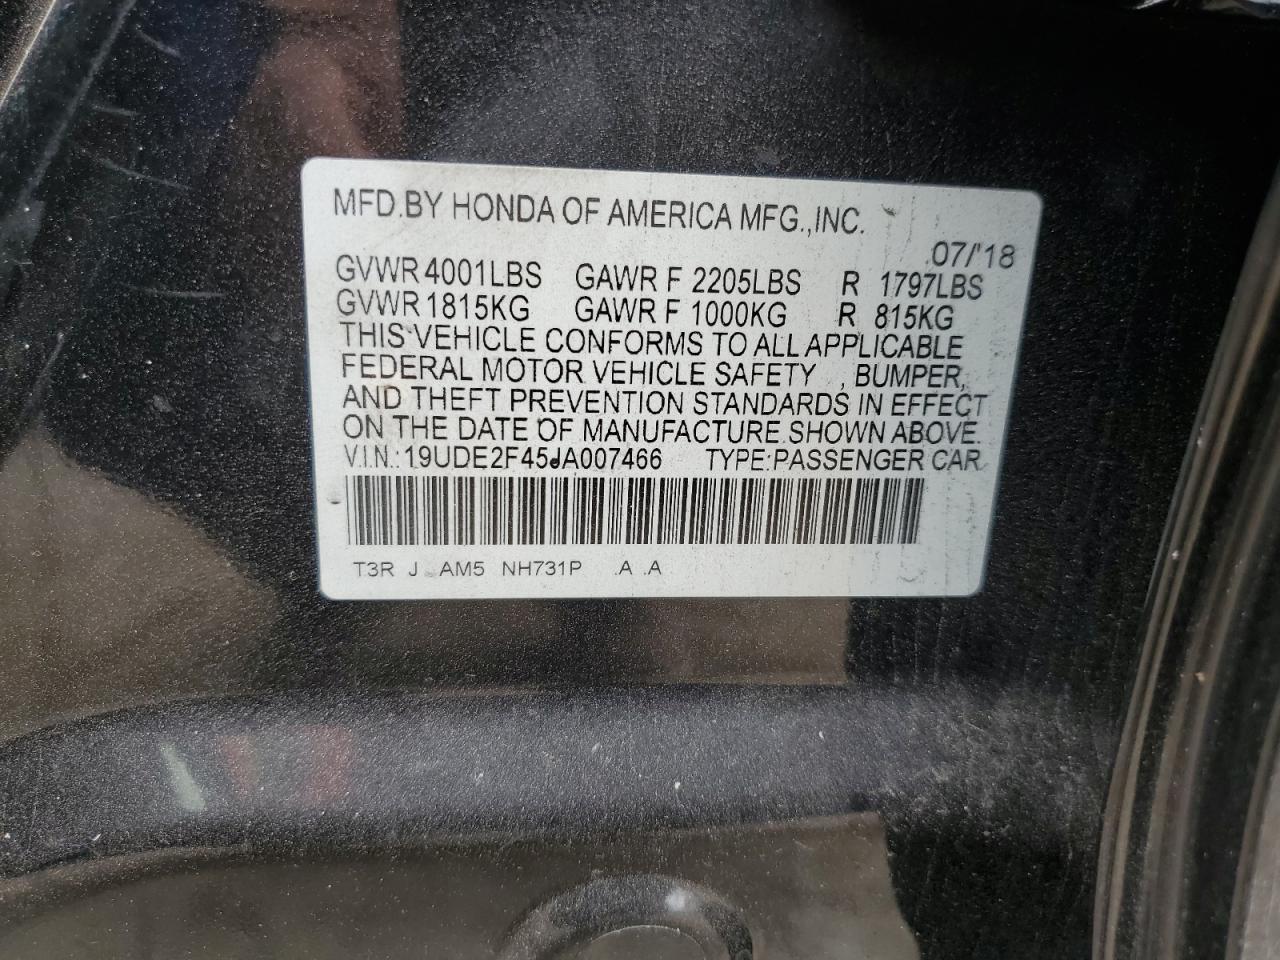 MFD.BY HONDA OF AMERICA MFG.,INC.
07/'18
GVWR 4001LBS GAWR F 2205LBS R 1797LBS
GVWR 1815KG GAWR F 1000KG R 815KG
THIS VEHICLE CONFORMS TO ALL APPLICABLE
FEDERAL MOTOR VEHICLE SAFETY , BUMPER,
AND THEFT PREVENTION STANDARDS IN EFFECT
ON THE DATE OF MANUFACTURE SHOWN ABOVE.
V.I.N.: 19UDE2F45JA007466 TYPE:PASSENGER CAR
T3R J AM5 NH731P A A